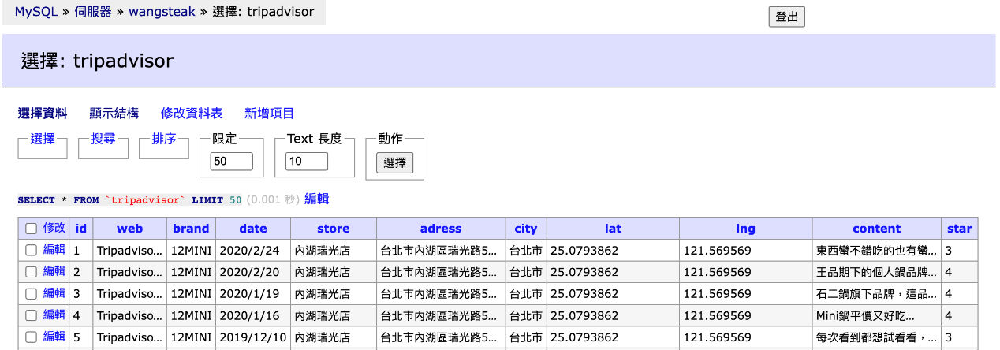 MySQL » 伺服器 » wangsteak » 選擇: tripadvisor
登出
選擇: tripadvisor
選擇資料 顯示結構 修改資料表 新增項目
選擇 搜尋 排序 限定 Text 長度 動作
50 10 選擇
SELECT * FROM `tripadvisor` LIMIT 50 (0.001 秒) 編輯
修改 id web brand date store adress city lat lng content star
編輯 1 Tripadviso... 12MINI 2020/2/24 內湖瑞光店 台北市內湖區瑞光路5... 台北市 25.0793862 121.569569 東西蠻不錯吃的也有蠻... 3
編輯 2 Tripadviso... 12MINI 2020/2/20 內湖瑞光店 台北市內湖區瑞光路5... 台北市 25.0793862 121.569569 王品期下的個人鍋品牌... 4
編輯 3 Tripadviso... 12MINI 2020/1/19 內湖瑞光店 台北市內湖區瑞光路5... 台北市 25.0793862 121.569569 石二鍋旗下品牌，這品... 4
編輯 4 Tripadviso... 12MINI 2020/1/16 內湖瑞光店 台北市內湖區瑞光路5... 台北市 25.0793862 121.569569 Mini鍋平價又好吃... 4
編輯 5 Tripadviso... 12MINI 2019/12/10 內湖瑞光店 台北市內湖區瑞光路5... 台北市 25.0793862 121.569569 每次看到都想試看看，... 3